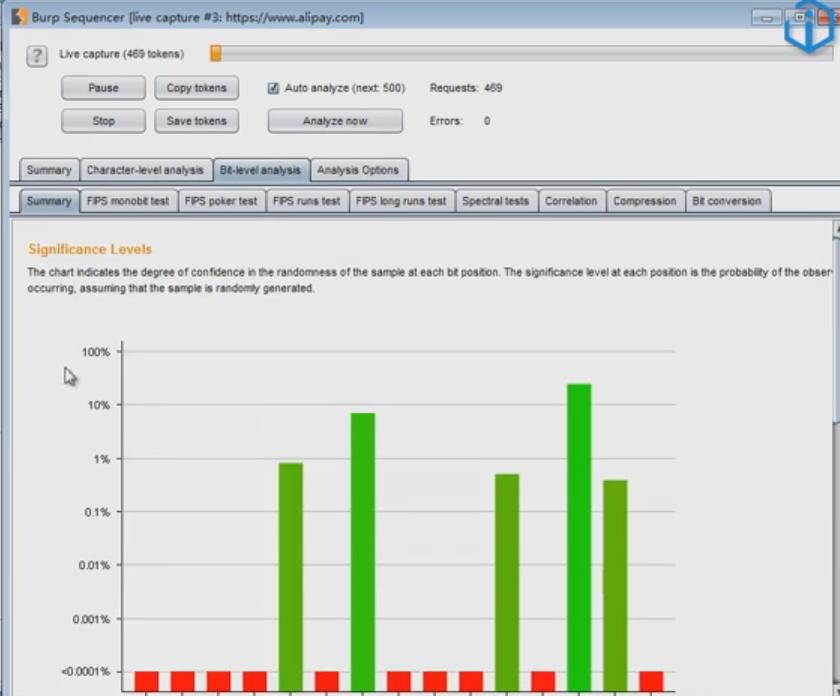 Burp Sequencer [live capture #3: https://www.alipay.com]
? Live capture (469 tokens)
Pause Copy tokens Auto analyze (next: 500) Requests: 469
Stop Save tokens Analyze now Errors: 0
Summary Character-level analysis Bit-level analysis Analysis Options
Summary FIPS monobit test FIPS poker test FIPS runs test FIPS long runs test Spectral tests Correlation Compression Bit conversion
Significance Levels
The chart indicates the degree of confidence in the randomness of the sample at each bit position. The significance level at each position is the probability of the obser
occurring, assuming that the sample is randomly generated.
100%
10%
1%
0.1%
0.01%
0.001%
<0.0001%